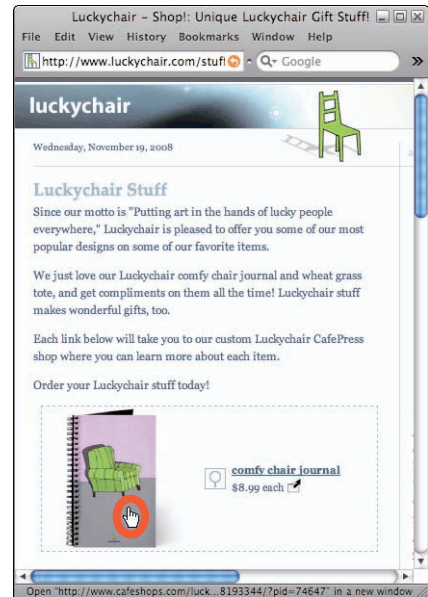 Luckychair – Shop!: Unique Luckychair Gift Stuff!
File Edit View History Bookmarks Window Help
http://www.luckychair.com/stuf Google »
luckychair
Wednesday, November 19, 2008
Luckychair Stuff
Since our motto is "Putting art in the hands of lucky people
everywhere," Luckychair is pleased to offer you some of our most
popular designs on some of our favorite items.
We just love our Luckychair comfy chair journal and wheat grass
tote, and get compliments on them all the time! Luckychair stuff
makes wonderful gifts, too.
Each link below will take you to our custom Luckychair CafePress
shop where you can learn more about each item.
Order your Luckychair stuff today!
comfy chair journal
$8.99 each
Open "http://www.cafeshops.com/luck...8193344/?pid=74647" in a new window